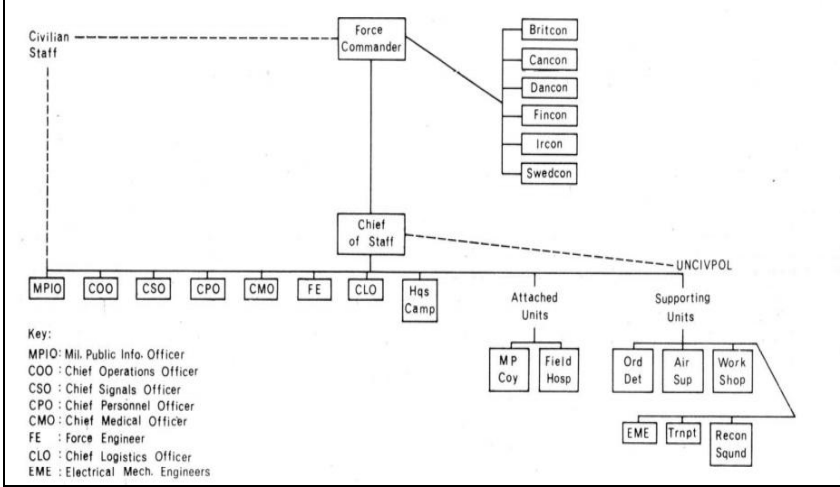 Civilian
Staff
Force
Commander
Britcon
Cancon
Dancon
Fincon
Ircon
Swedcon
Chief
of Staff
UNCIVPOL
MPIO
COO
CSO
CPO
CMO
FE
CLO
Hqs
Camp
Attached
Units
Supporting
Units
MP
Coy
Field
Hosp
Ord
Det
Air
Sup
Work
Shop
EME
Trnpt
Recon
Sqund
Key:
MPIO: Mil. Public Info. Officer
COO : Chief Operations Officer
CSO : Chief Signals Officer
CPO : Chief Personnel Officer
CMO : Chief Medical Officer
FE : Force Engineer
CLO : Chief Logistics Officer
EME : Electrical Mech. Engineers